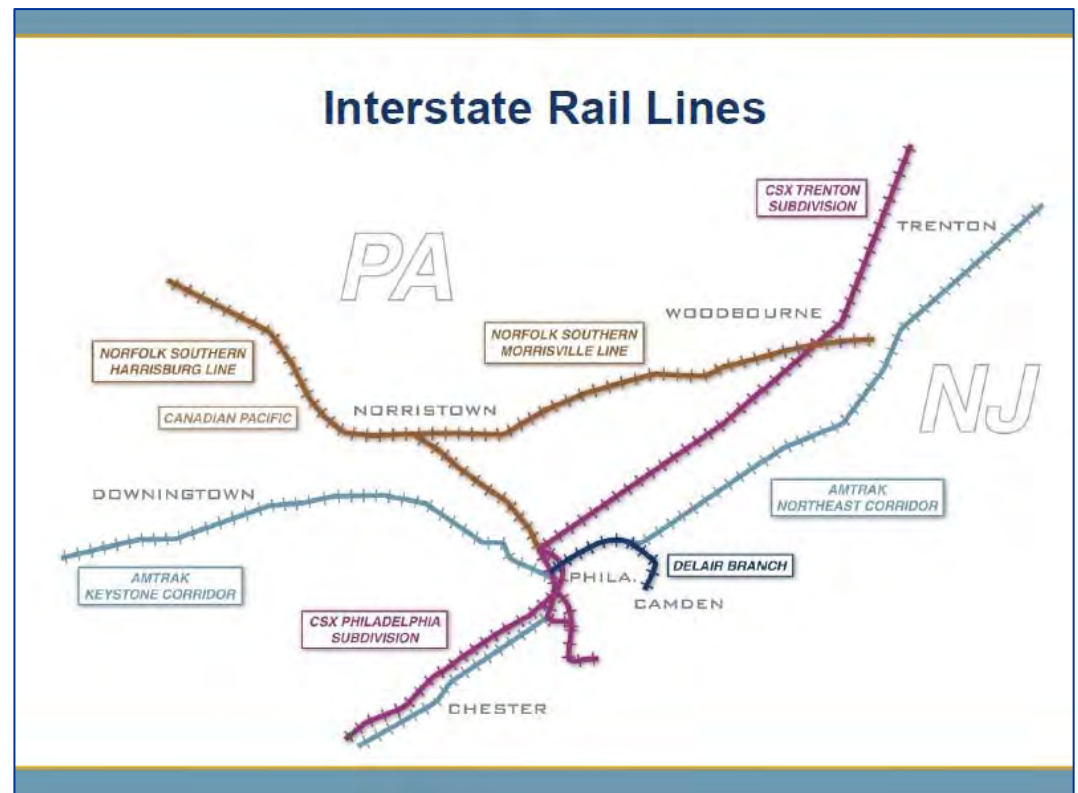 Interstate Rail Lines
CSX TRENTON
SUBDIVISION
TRENTON
PA
WOODBOURNE
NORFOLK SOUTHERN
HARRISBURG LINE
NORFOLK SOUTHERN
MORRISVILLE LINE
NJ
CANADIAN PACIFIC
NORRISTOWN
DOWNINGTOWN
AMTRAK
NORTHEAST CORRIDOR
AMTRAK
KEYSTONE CORRIDOR
DELAIR BRANCH
PHILA.
CAMDEN
CSX PHILADELPHIA
SUBDIVISION
CHESTER